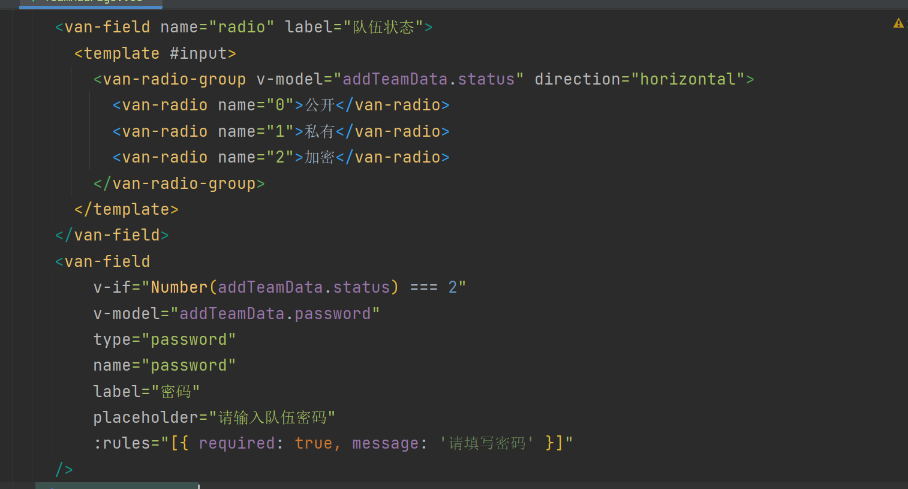 <van-field name="radio" label="队伍状态">
<template #input>
<van-radio-group v-model="addTeamData.status" direction="horizontal">
<van-radio name="0">公开</van-radio>
<van-radio name="1">私有</van-radio>
<van-radio name="2">加密</van-radio>
</van-radio-group>
</template>
</van-field>
<van-field
v-if="Number(addTeamData.status) === 2"
v-model="addTeamData.password"
type="password"
name="password"
label="密码"
placeholder="请输入队伍密码"
:rules="[{ required: true, message: '请填写密码' }]"
/>